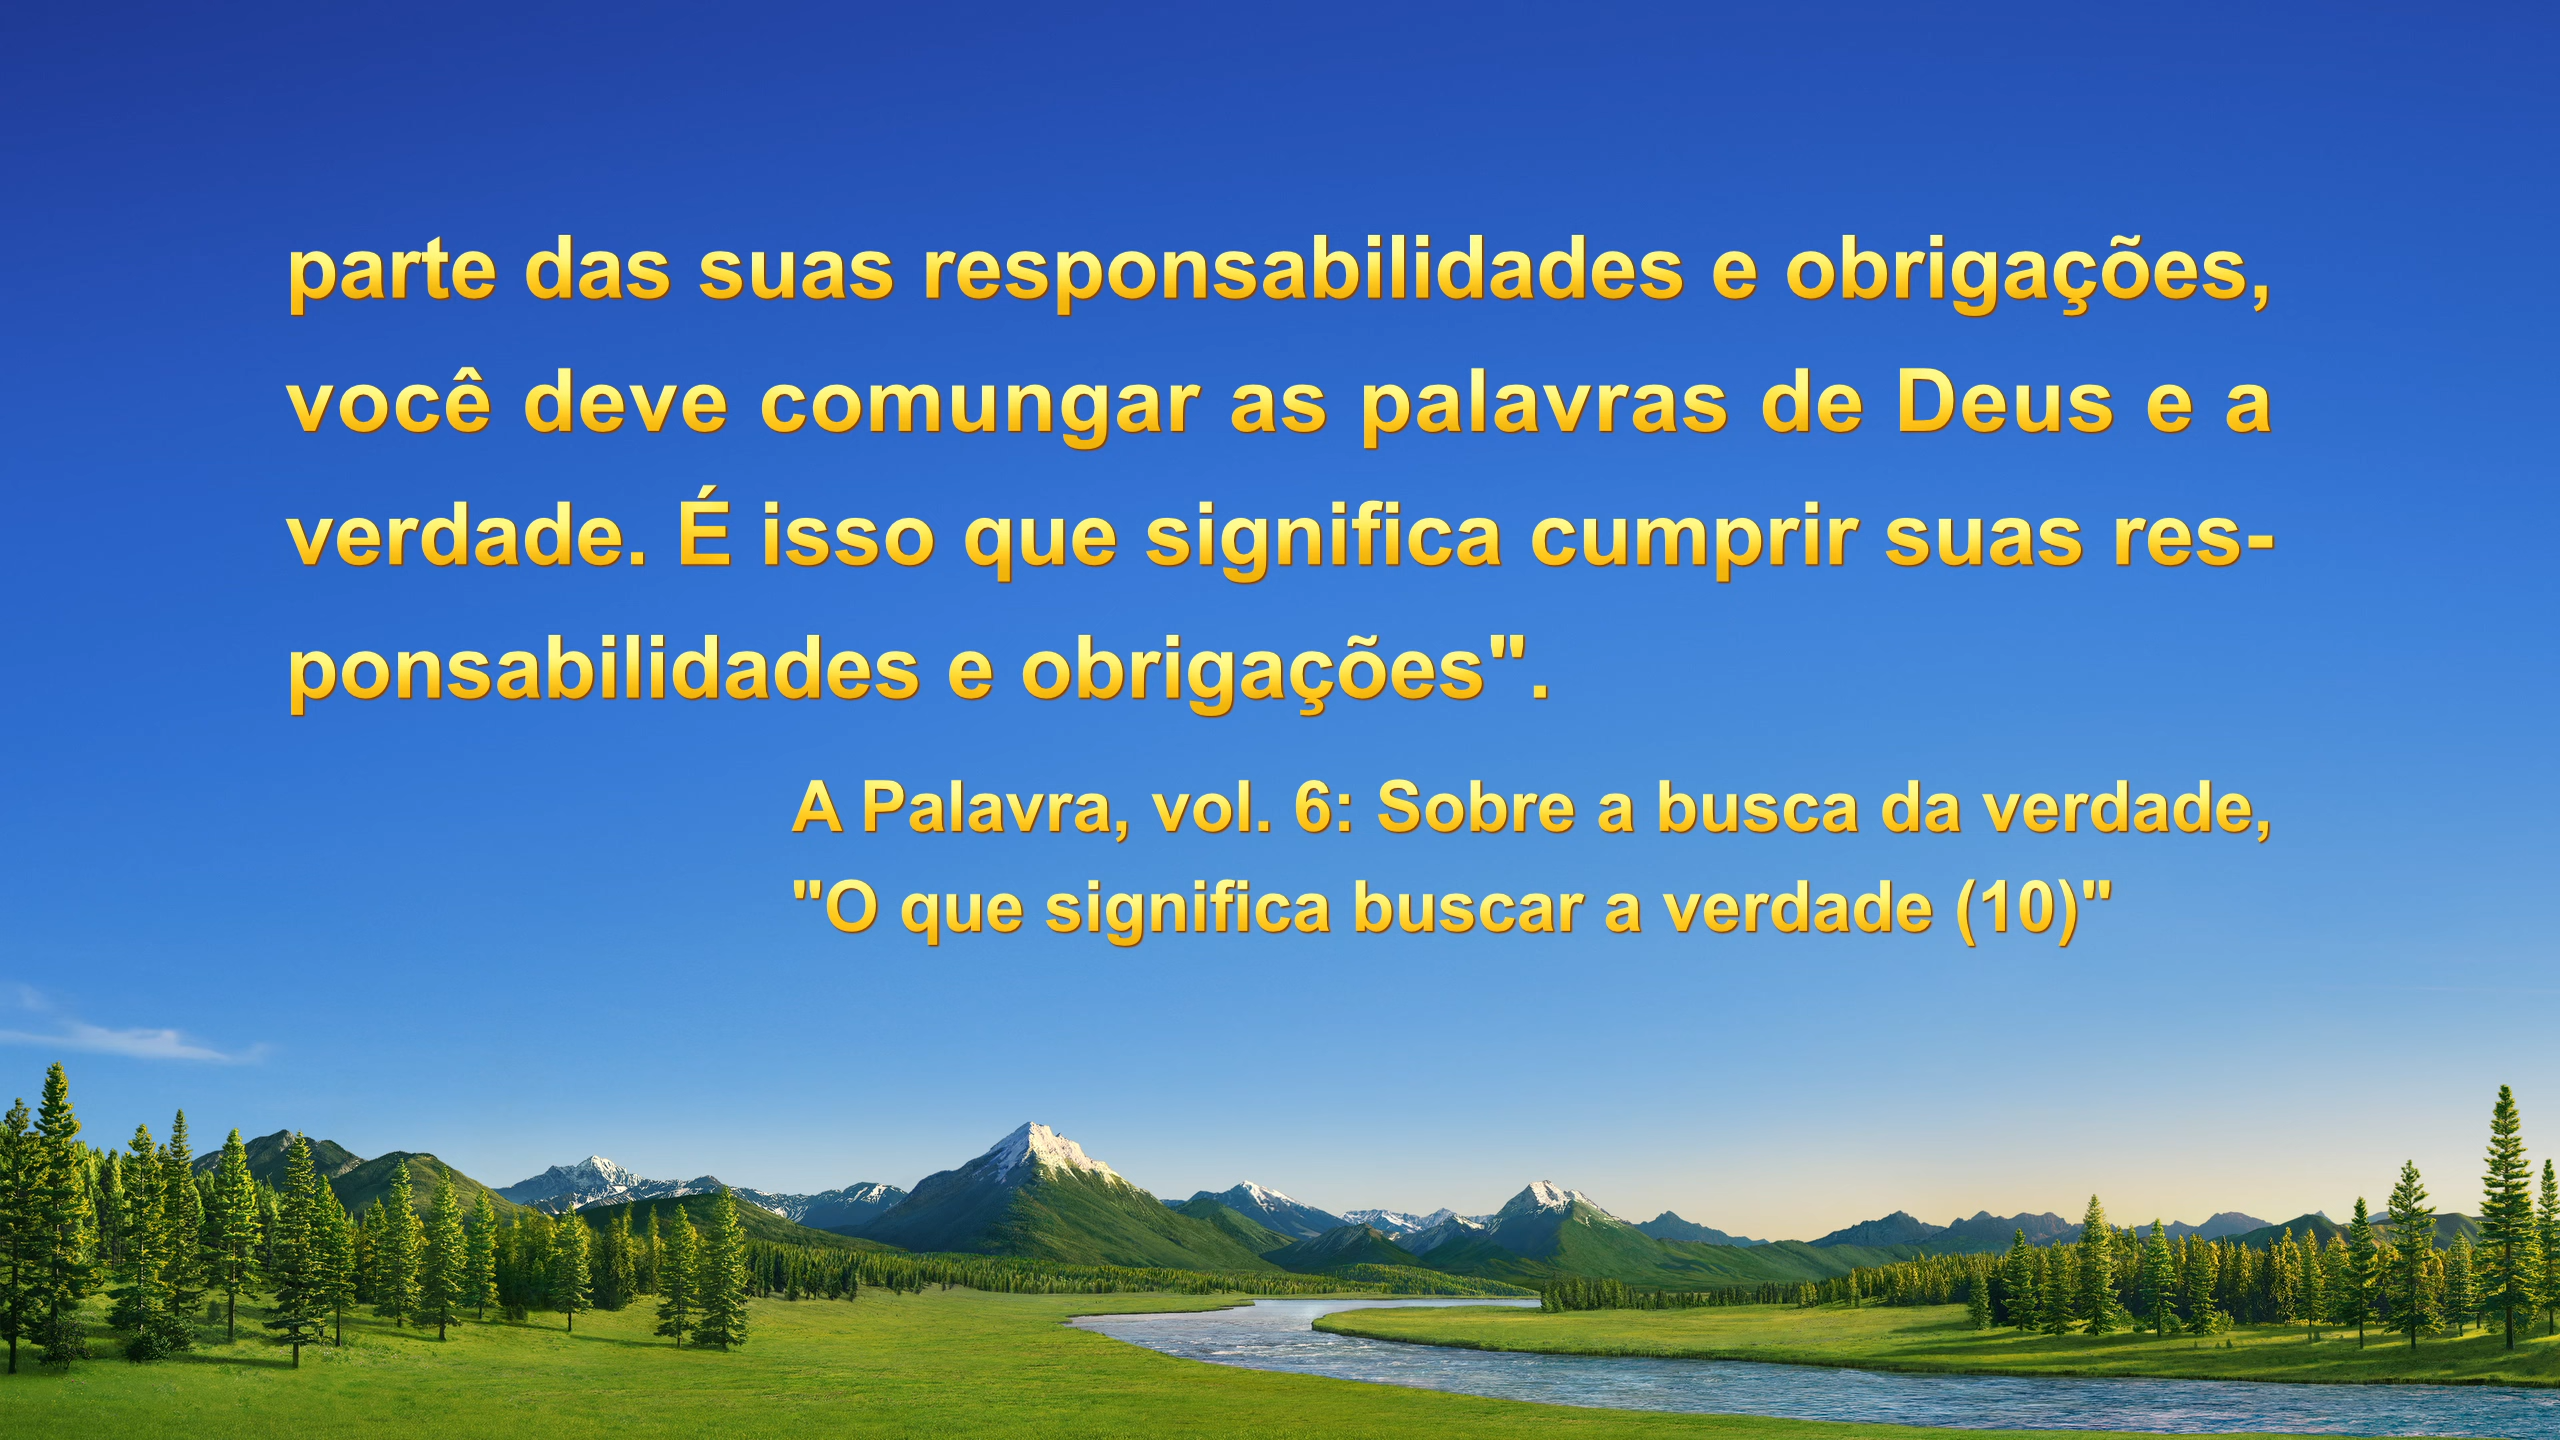 parte das suas responsabilidades e obrigações,
você deve comungar as palavras de Deus e a
verdade. É isso que significa cumprir suas res-
ponsabilidades e obrigações".
A Palavra, vol. 6: Sobre a busca da verdade,
"O que significa buscar a verdade (10)"